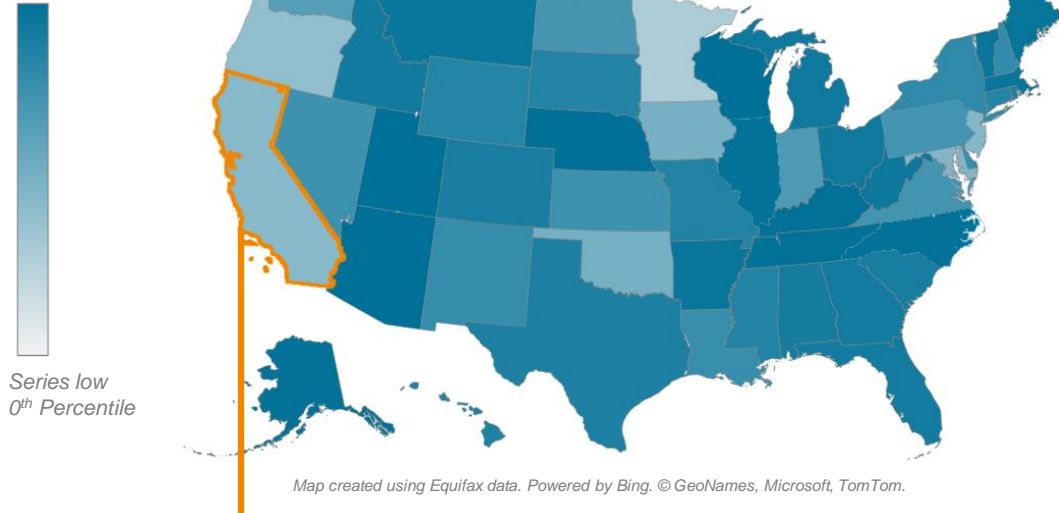 Series low
0th Percentile
Map created using Equifax data. Powered by Bing. © GeoNames, Microsoft, TomTom.